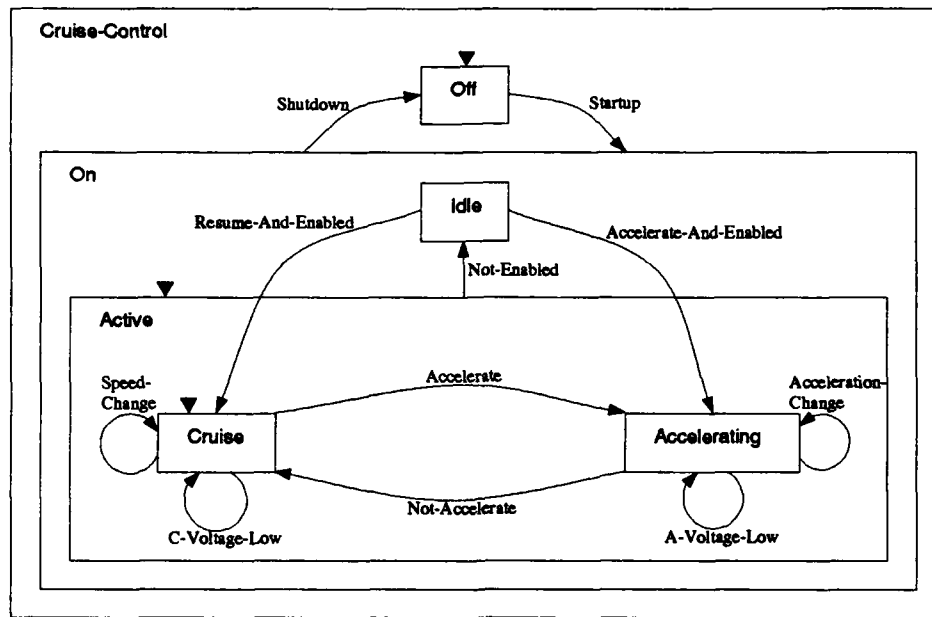 Cruise-Control
Off
Shutdown
Startup
On
Idle
Resume-And-Enabled
Accelerate-And-Enabled
Not-Enabled
Active
Speed-
Change
Accelerate
Acceleration-
Change
Cruise
Accelerating
Not-Accelerate
C-Voltage-Low
A-Voltage-Low